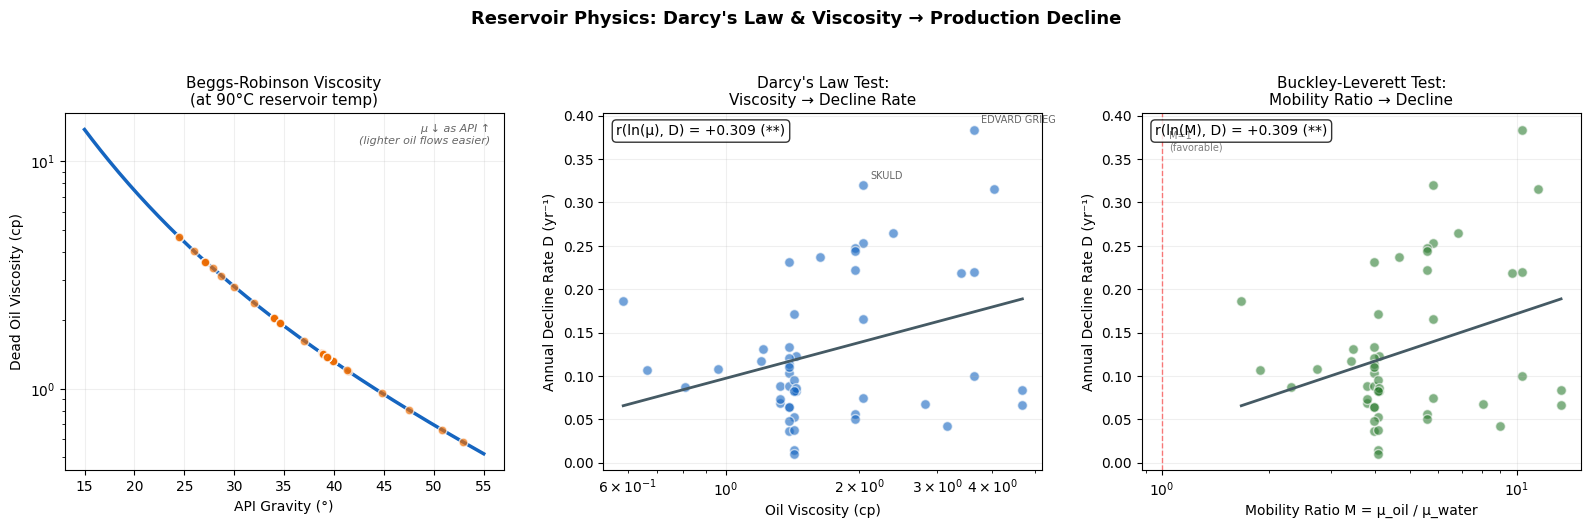 Reservoir Physics: Darcy's Law & Viscosity → Production Decline
Beggs-Robinson Viscosity
(at 90°C reservoir temp)
μ ↓ as API ↑
(lighter oil flows easier)
10¹
10⁰
Dead Oil Viscosity (cp)
15 20 25 30 35 40 45 50 55
API Gravity (°)
Darcy's Law Test:
Viscosity → Decline Rate
r(ln(μ), D) = +0.309 (**)
EDVARD GRIEG
SKULD
0.40
0.35
0.30
0.25
0.20
0.15
0.10
0.05
0.00
Annual Decline Rate D (yr⁻¹)
6 × 10⁻¹ 10⁰ 2 × 10⁰ 3 × 10⁰ 4 × 10⁰
Oil Viscosity (cp)
Buckley-Leverett Test:
Mobility Ratio → Decline
r(ln(M), D) = +0.309 (**)
M=1
(favorable)
0.40
0.35
0.30
0.25
0.20
0.15
0.10
0.05
0.00
Annual Decline Rate D (yr⁻¹)
10⁰ 10¹
Mobility Ratio M = μ_oil / μ_water